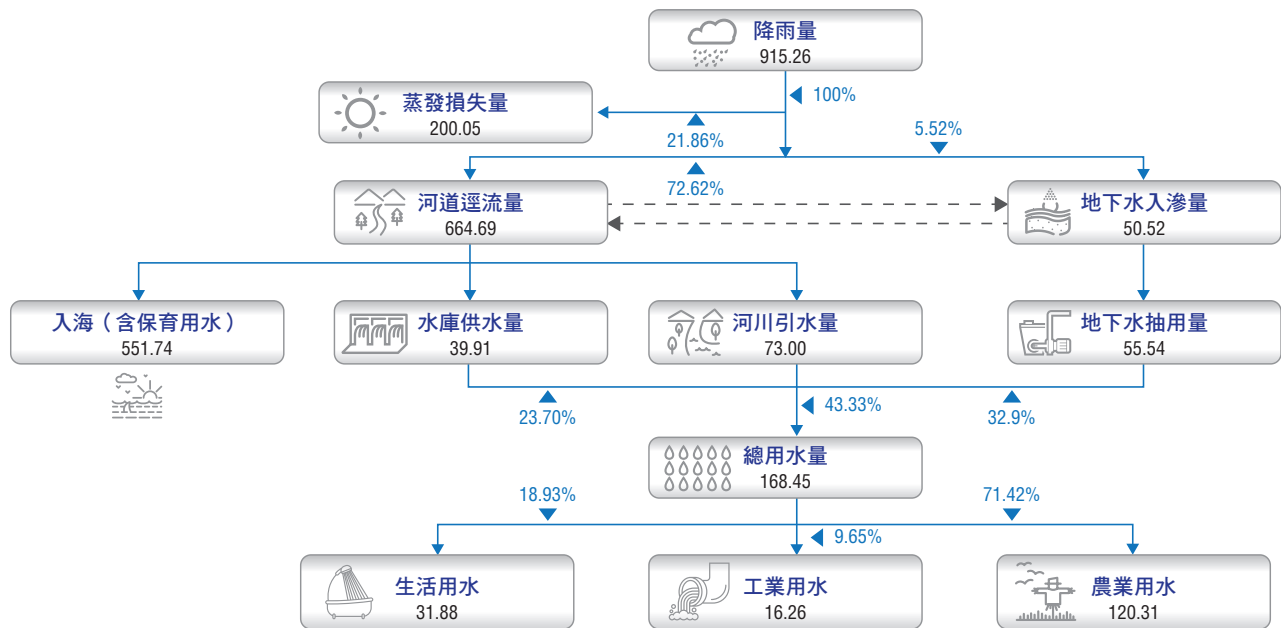 降雨量
915.26
100%
蒸發損失量
200.05
21.86%
5.52%
72.62%
河道逕流量
664.69
地下水入滲量
50.52
入海（含保育用水）
551.74
水庫供水量
39.91
河川引水量
73.00
地下水抽用量
55.54
23.70%
43.33%
32.9%
總用水量
168.45
18.93%
71.42%
9.65%
生活用水
31.88
工業用水
16.26
農業用水
120.31